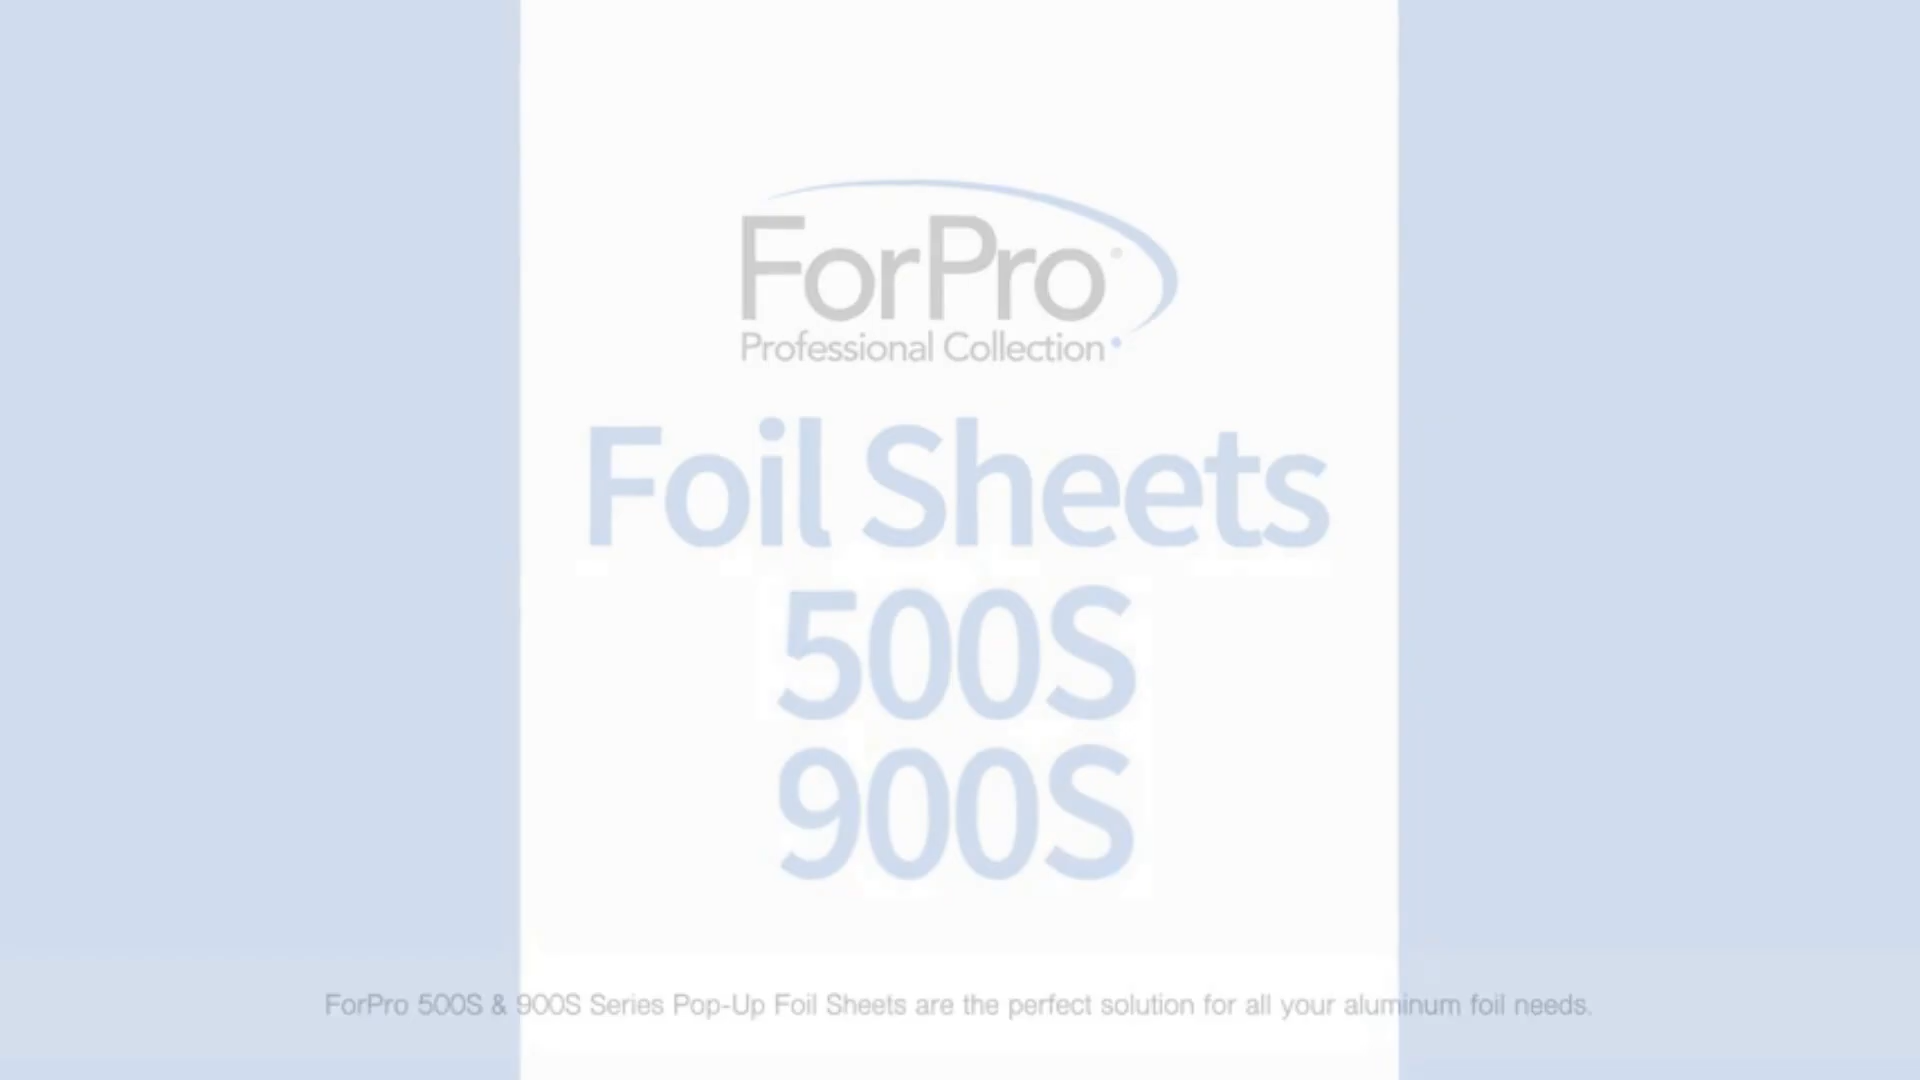 ForPro
Professional Collection
Foil Sheets
500S
900S
ForPro 500S & 900S Series Pop-Up Foil Sheets are the perfect solution for all your aluminum foil needs.